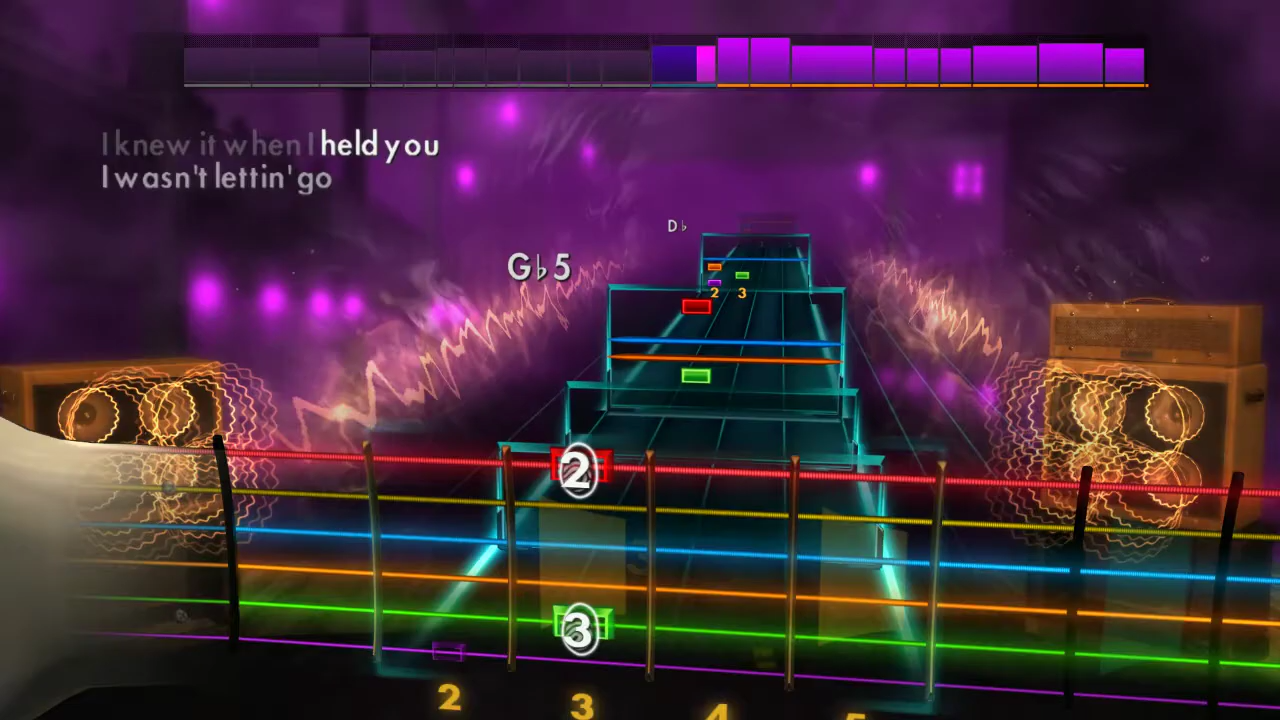 I knew it when I held you
I wasn't lettin' go
D♭
G♭5
2 3
2
3
2 3 4 5